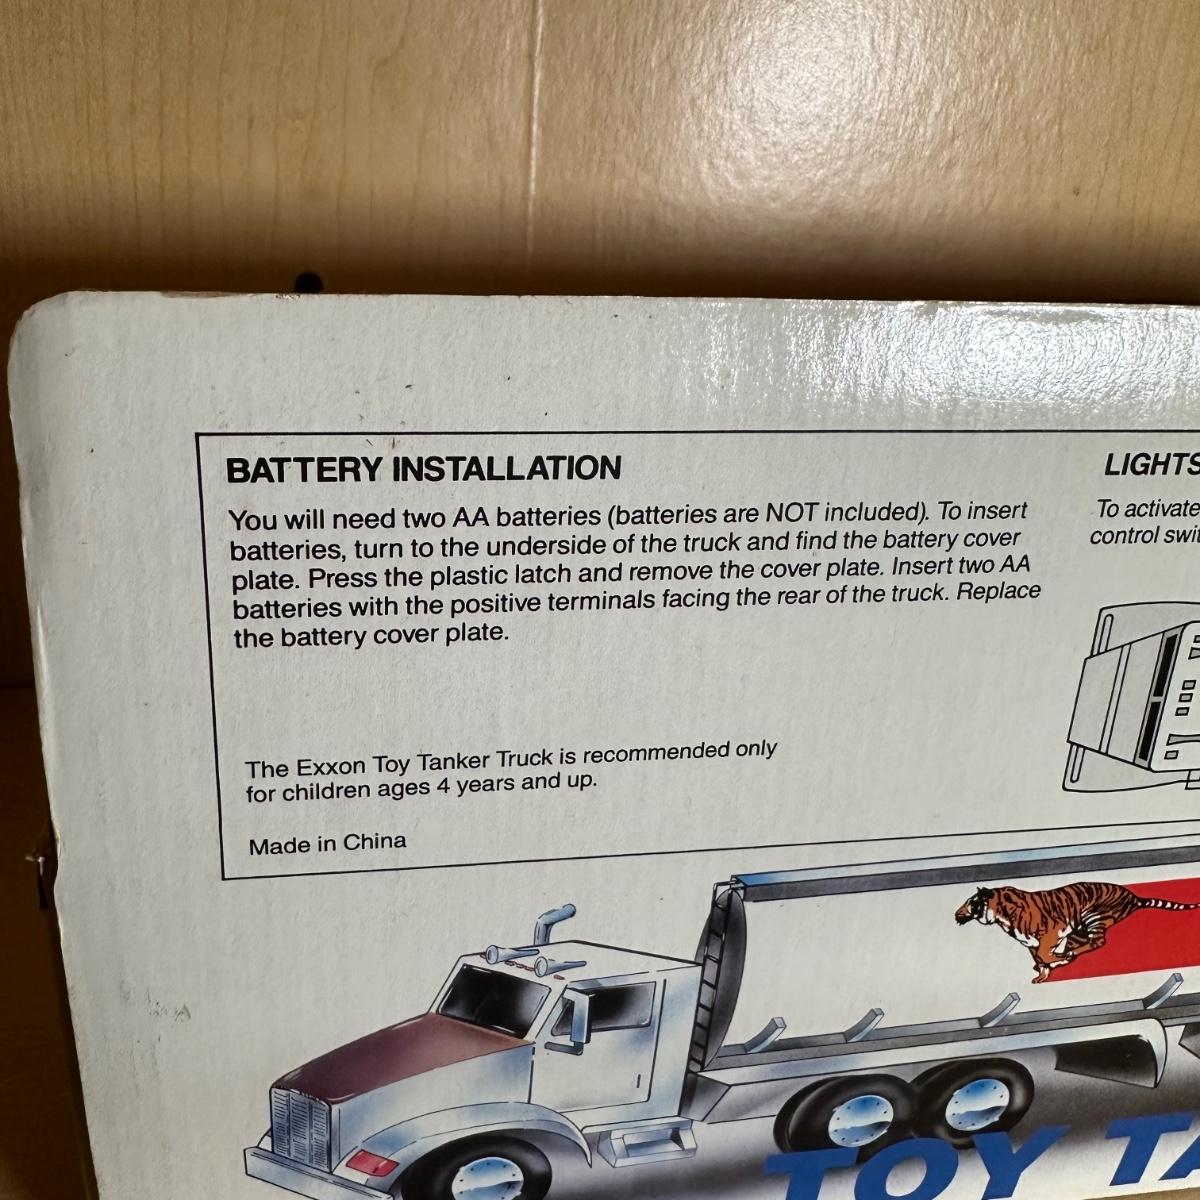 BATTERY INSTALLATION
You will need two AA batteries (batteries are NOT included). To insert
batteries, turn to the underside of the truck and find the battery cover
plate. Press the plastic latch and remove the cover plate. Insert two AA
batteries with the positive terminals facing the rear of the truck. Replace
the battery cover plate.
The Exxon Toy Tanker Truck is recommended only
for children ages 4 years and up.
Made in China
LIGHTS
To activate
control
TOY